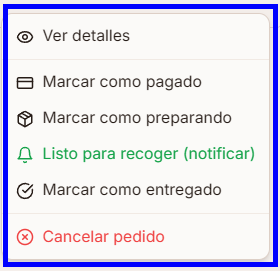 Ver detalles
Marcar como pagado
Marcar como preparando
Listo para recoger (notificar)
Marcar como entregado
Cancelar pedido